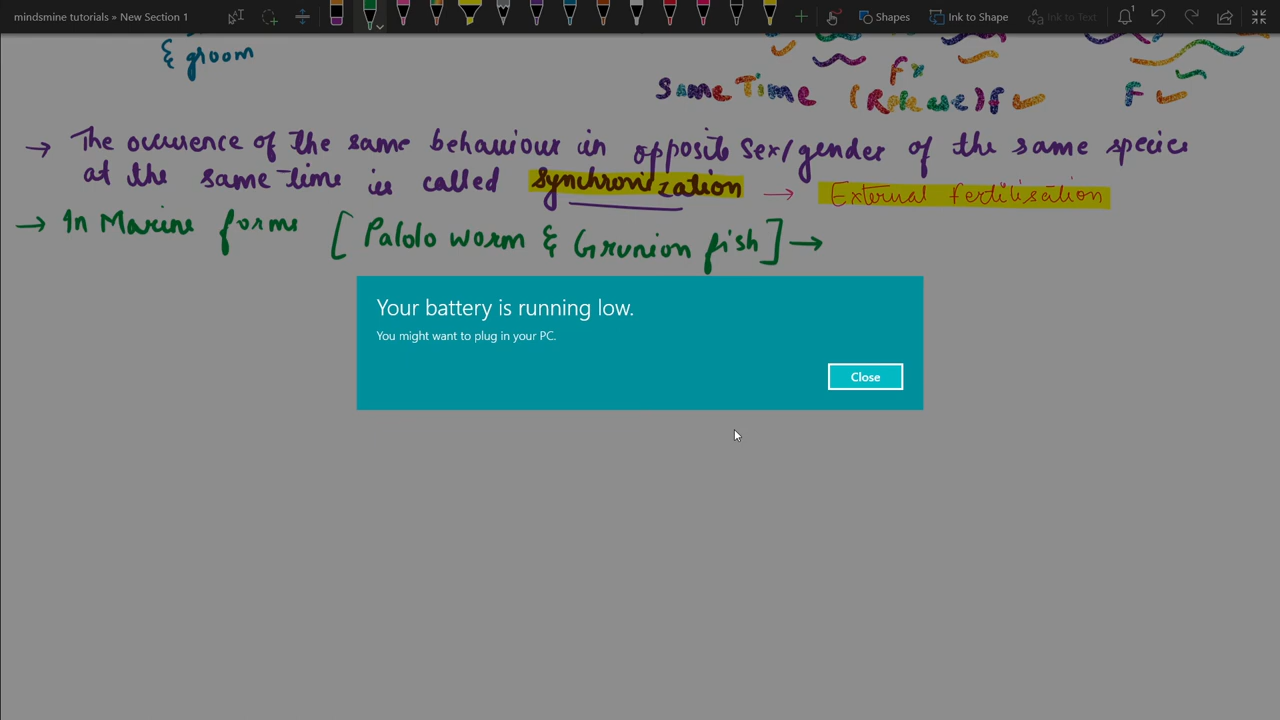 mindsmine tutorials » New Section 1
Shapes
Ink to Shape
Ink to Text
& groom
Same Time
Fx
(Release)F
F
→ The occurence of the same behaviour in opposite sex/gender of the same species
at the same time is called Synchronization → External fertilisation
→ In Marine forms [Palolo worm & Grunion fish] →
Your battery is running low.
You might want to plug in your PC.
Close